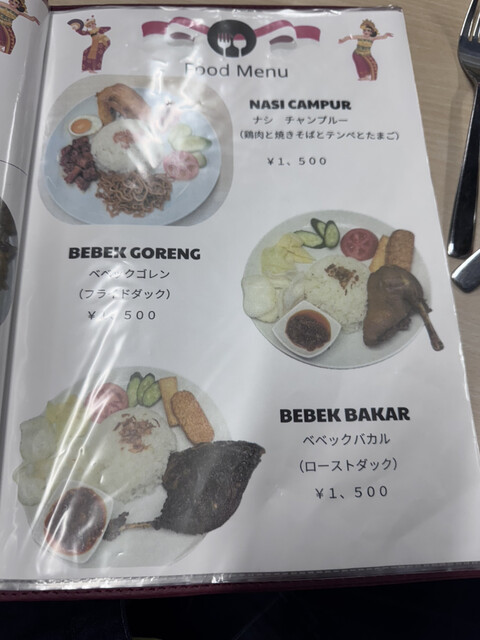 Food Menu
NASI CAMPUR
ナシ　チャンプルー
（鶏肉と焼きそばとテンペとたまご）
￥1、500
BEBEK GORENG
ベベックゴレン
（フライドダック）
￥1、500
BEBEK BAKAR
ベベックバカル
（ローストダック）
￥1、500